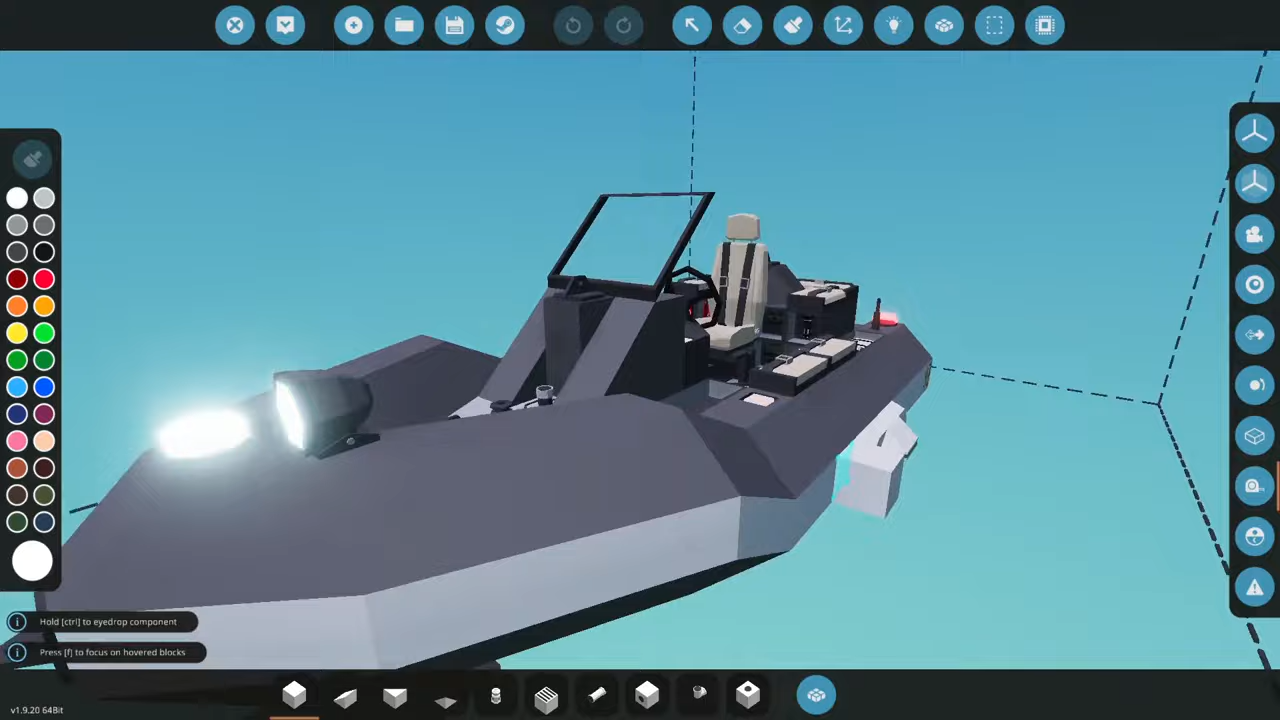 Hold [ctrl] to eyedrop component
Press [f] to focus on hovered blocks
v1.9.20 64Bit